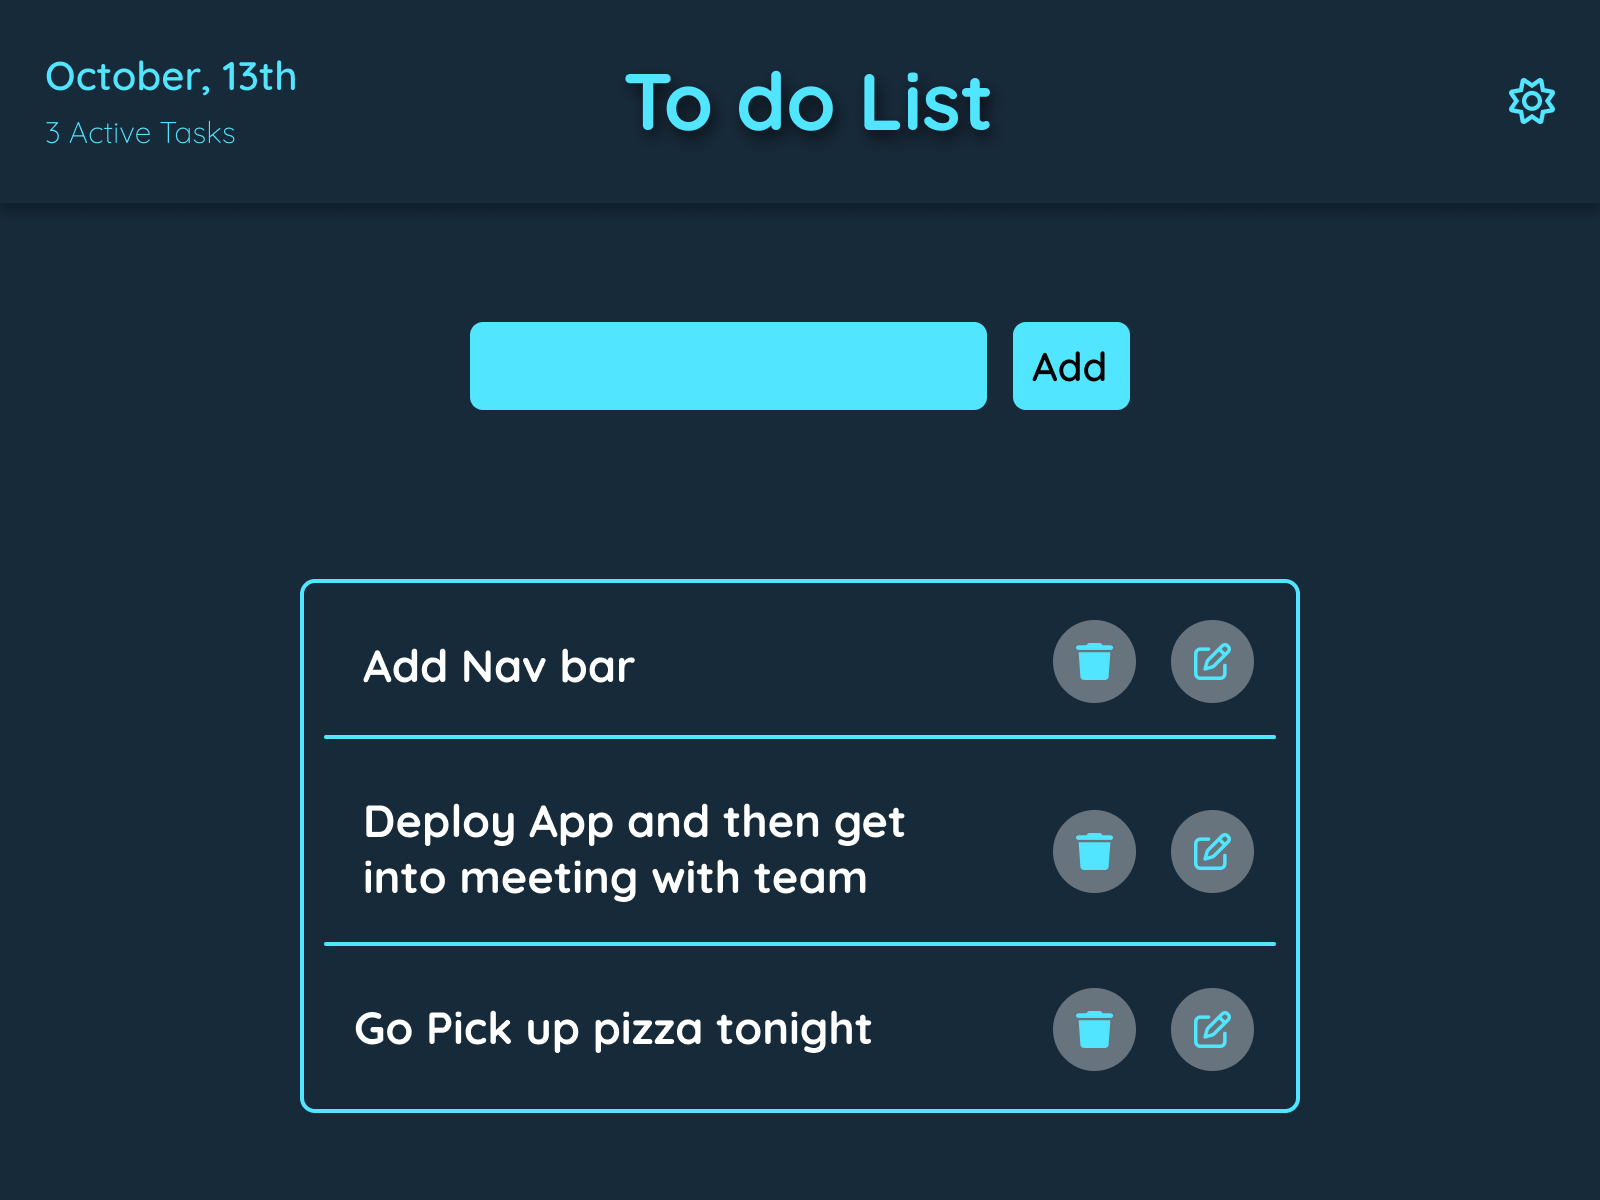 October, 13th
3 Active Tasks
To do List
Add
Add Nav bar
Deploy App and then get
into meeting with team
Go Pick up pizza tonight